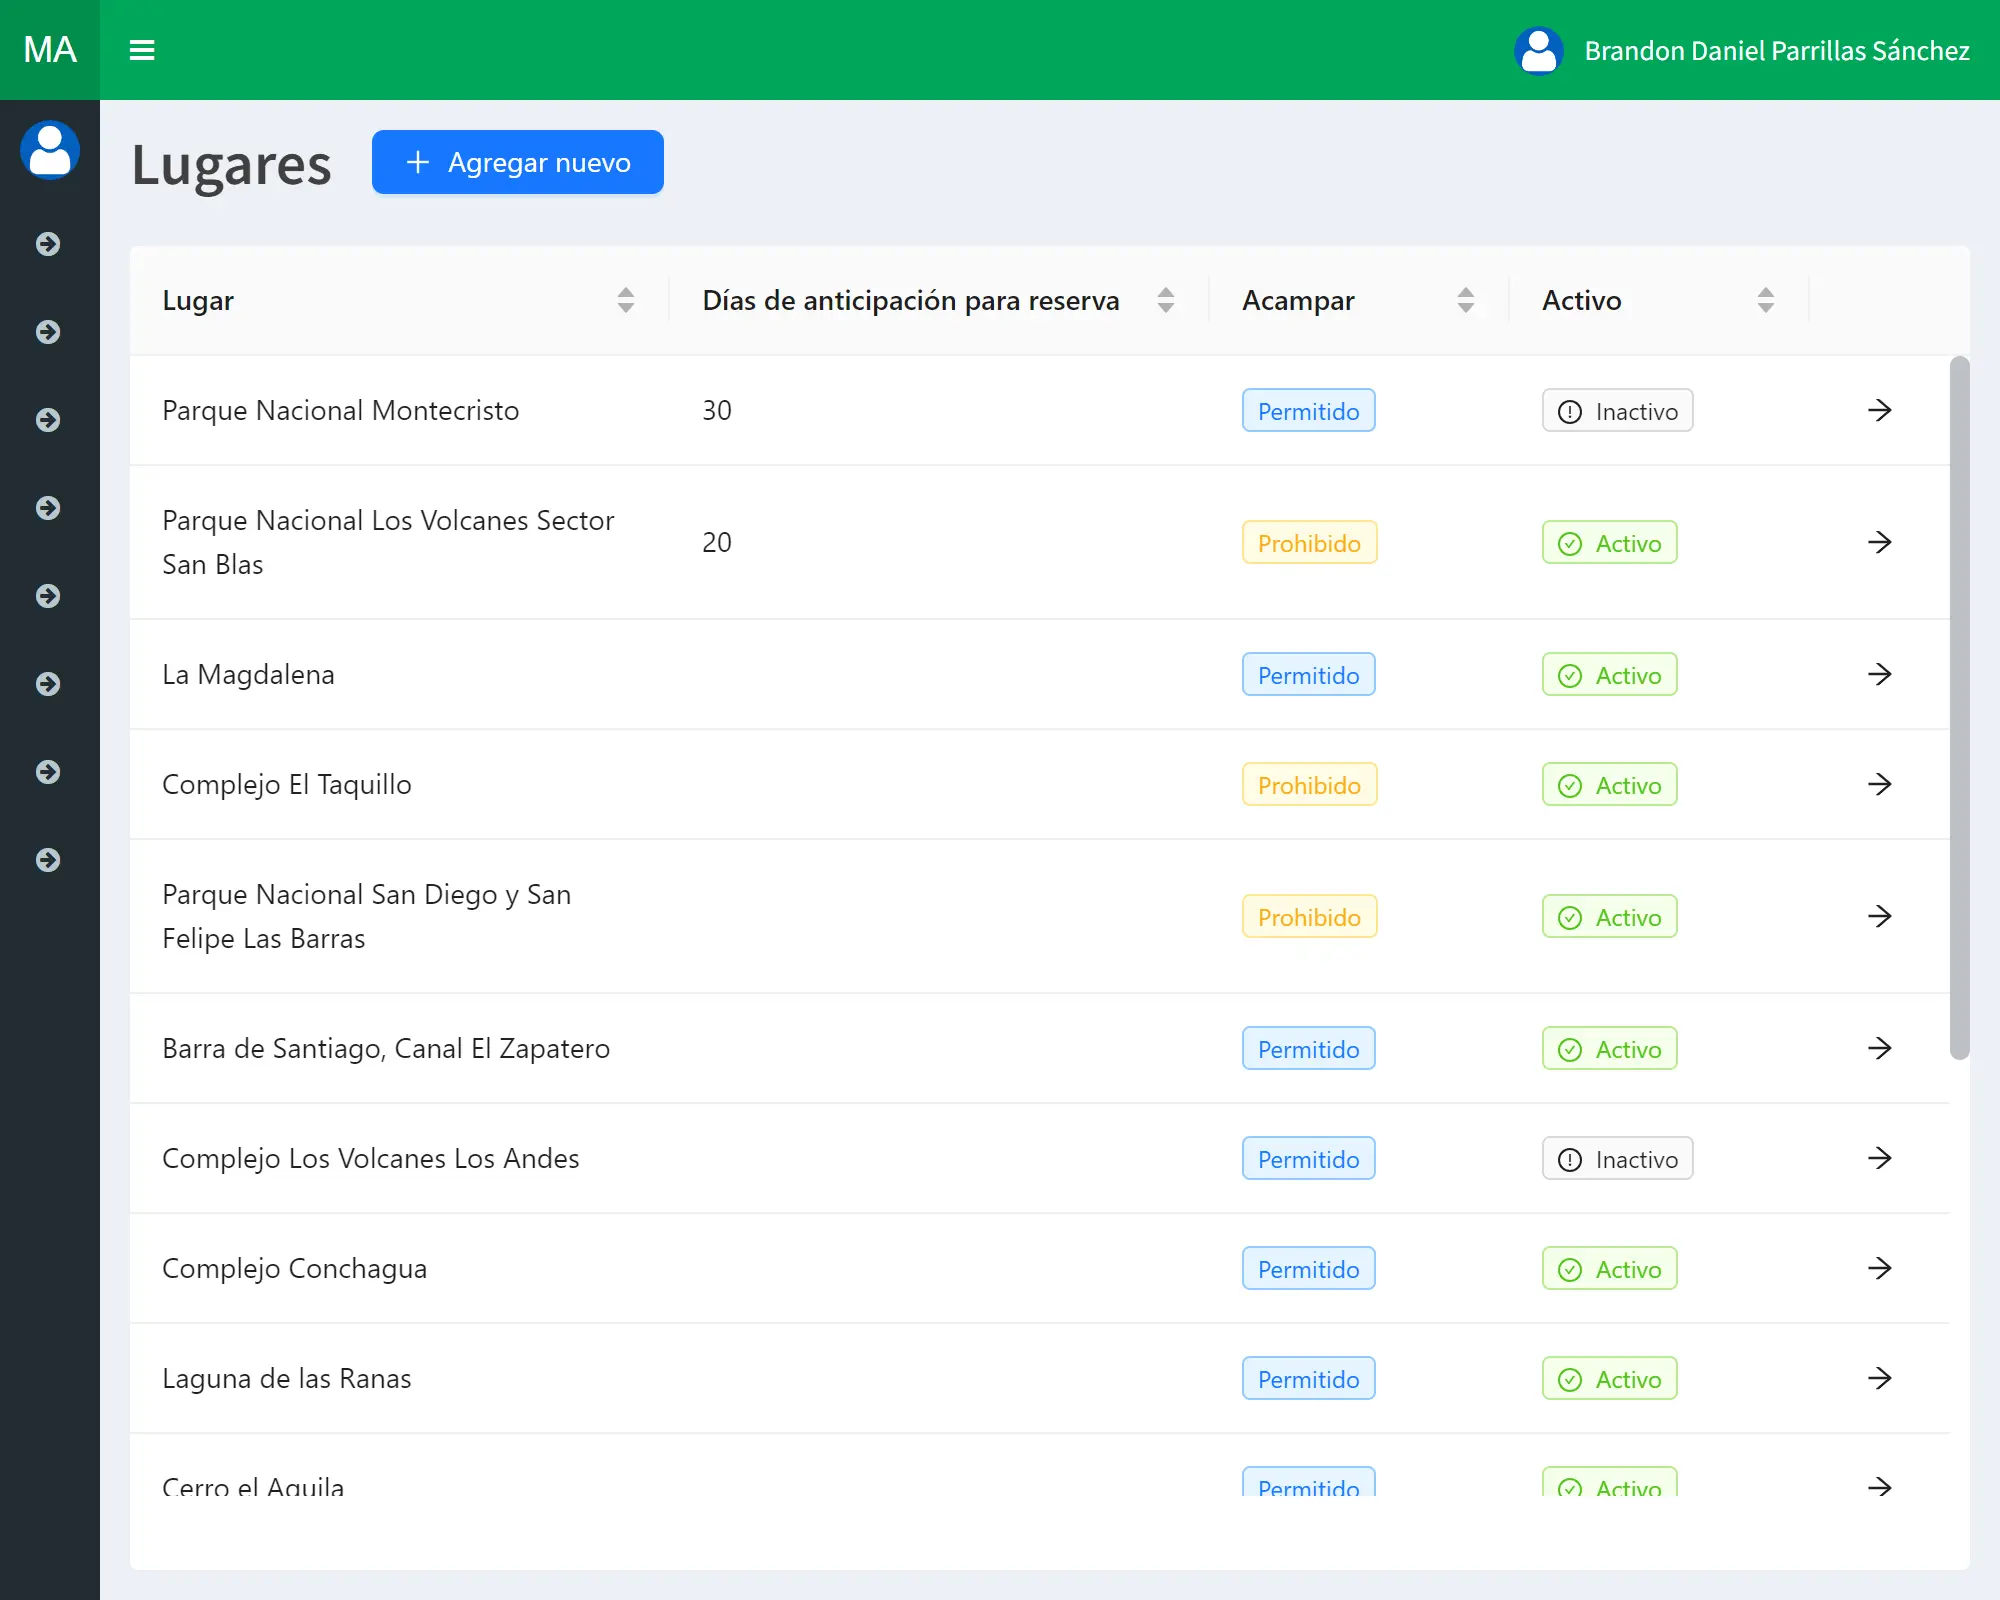 MA
Brandon Daniel Parrillas Sánchez
Lugares
Agregar nuevo
Lugar Días de anticipación para reserva Acampar Activo
Parque Nacional Montecristo 30 Permitido Inactivo
Parque Nacional Los Volcanes Sector
San Blas 20 Prohibido Activo
La Magdalena Permitido Activo
Complejo El Taquillo Prohibido Activo
Parque Nacional San Diego y San
Felipe Las Barras Prohibido Activo
Barra de Santiago, Canal El Zapatero Permitido Activo
Complejo Los Volcanes Los Andes Permitido Inactivo
Complejo Conchagua Permitido Activo
Laguna de las Ranas Permitido Activo
Cerro el Aguila Permitido Activo